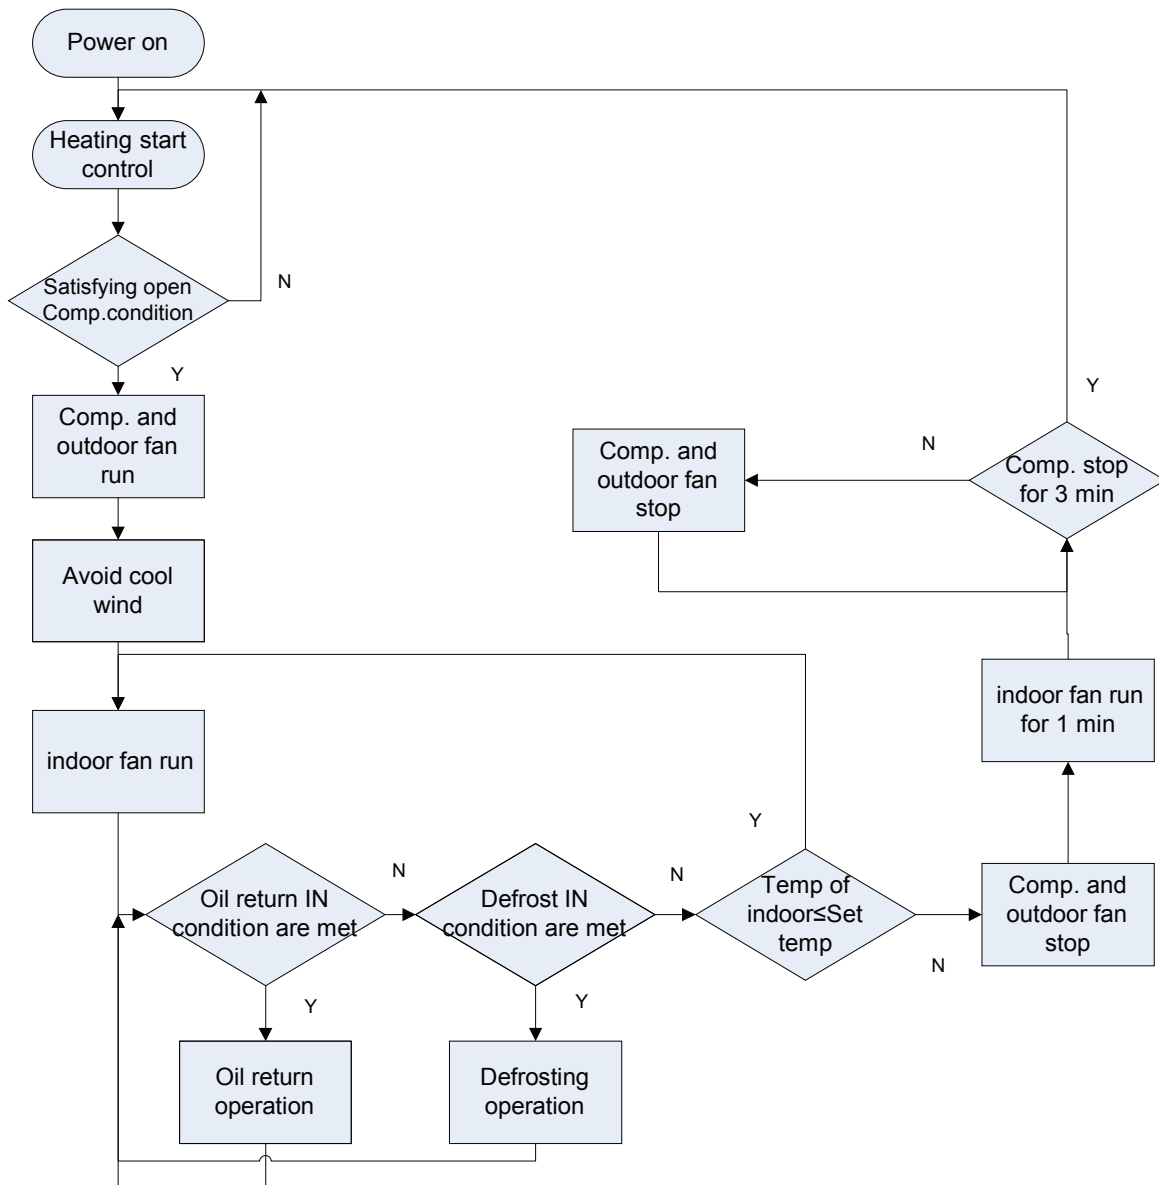 Power on
Heating start
control
Satisfying open
Comp.condition
N
Y
Comp. and
outdoor fan
run
Y
N
Comp. and
outdoor fan
stop
Comp. stop
for 3 min
Avoid cool
wind
indoor fan run
for 1 min
indoor fan run
Y
N
N
Oil return IN
condition are met
Defrost IN
condition are met
Temp of
indoor≤Set
temp
Comp. and
outdoor fan
stop
N
Y
Y
Oil return
operation
Defrosting
operation